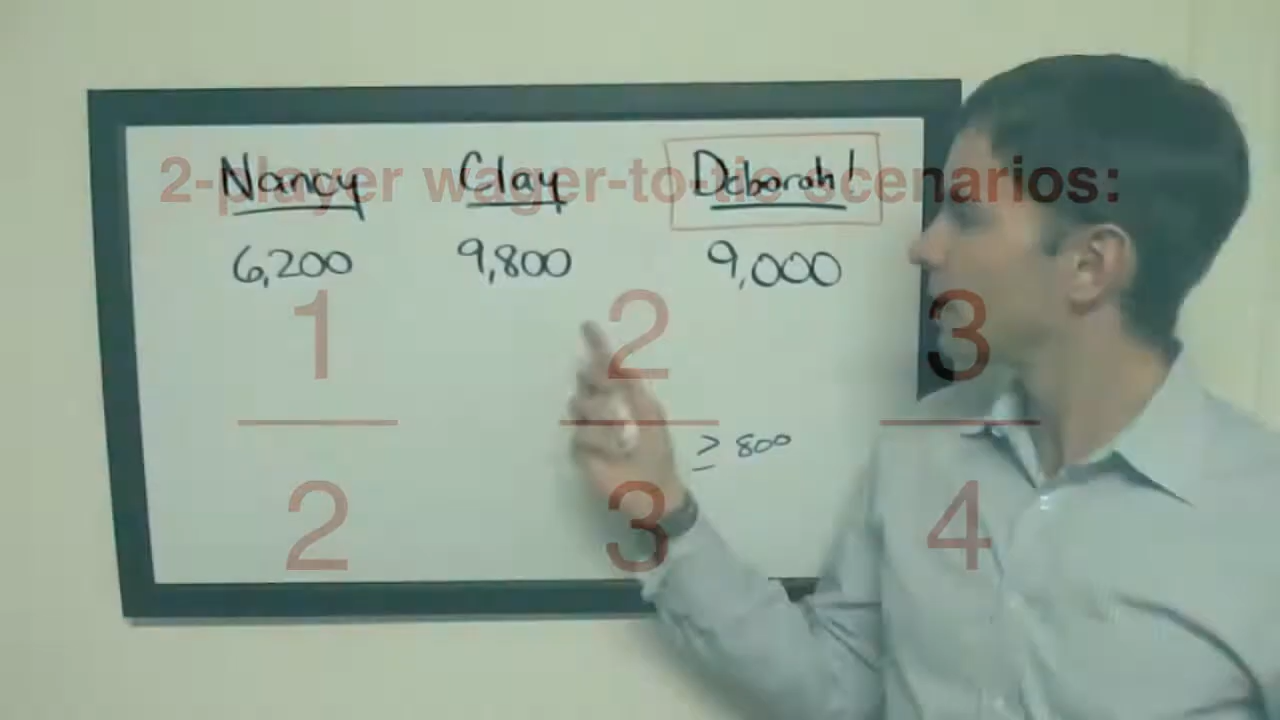 Nancy Clay Deborah!
2-player wager-to-tie scenarios:
6,200 9,800 9,000
1 2 3
≥ 800
2 3 4